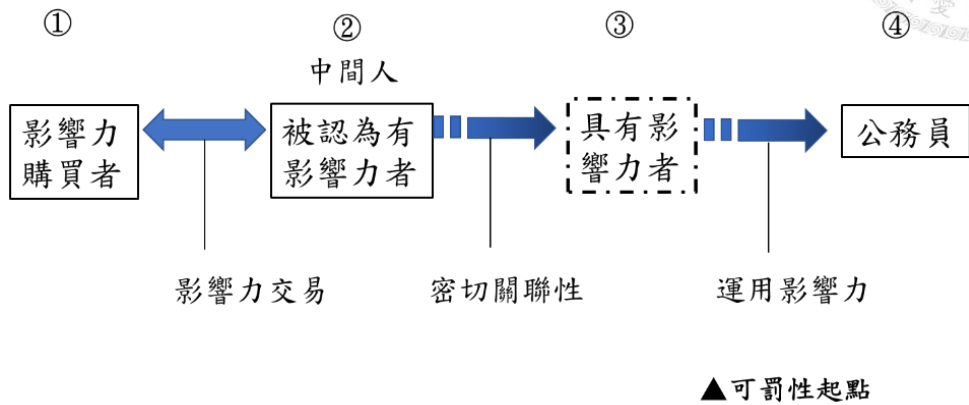 ① ② ③ ④
中間人
影響力
購買者
被認為有
影響力者
具有影
響力者
公務員
影響力交易 密切關聯性 運用影響力
▲可罰性起點
愛